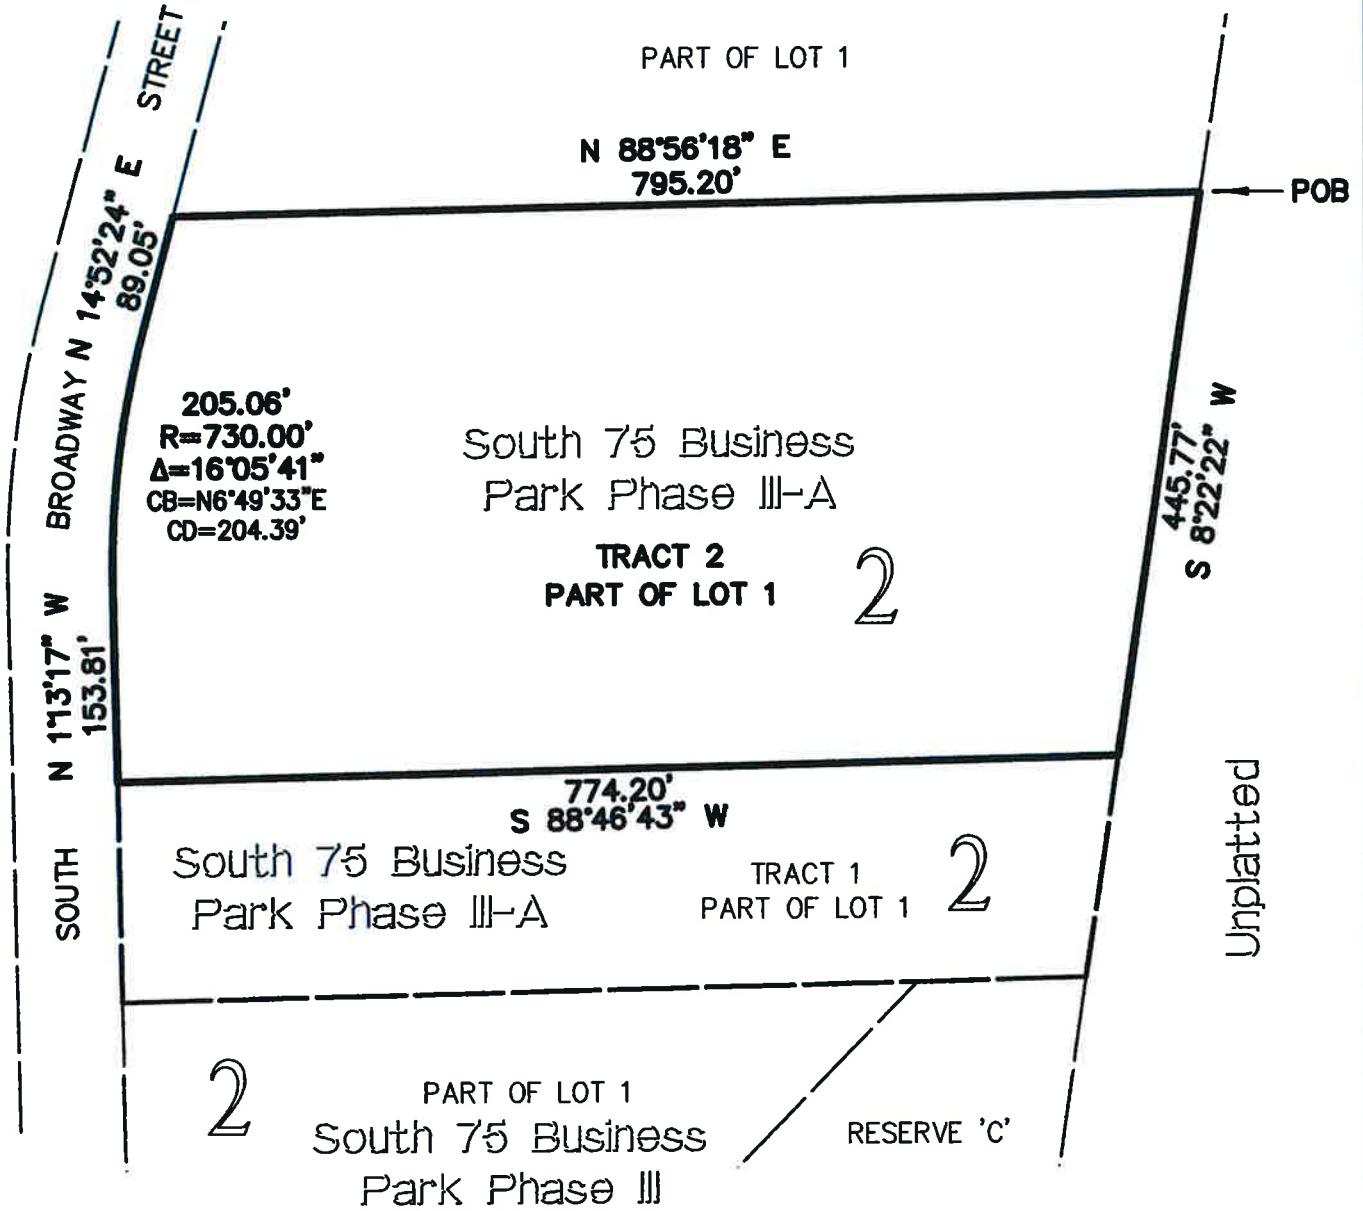 PART OF LOT 1
STREET
N 88°56'18" E
795.20'
POB
N 14°52'24" E
89.05'
BROADWAY
205.06'
R=730.00'
Δ=16°05'41"
CB=N6°49'33"E
CD=204.39'
South 75 Business
Park Phase III-A
TRACT 2
PART OF LOT 1
2
445.77'
S 8°22'22" W
N 1°13'17" W
153.81'
774.20'
S 88°46'43" W
SOUTH
South 75 Business
Park Phase III-A
TRACT 1
PART OF LOT 1
2
Unplatted
2
PART OF LOT 1
South 75 Business
Park Phase III
RESERVE 'C'